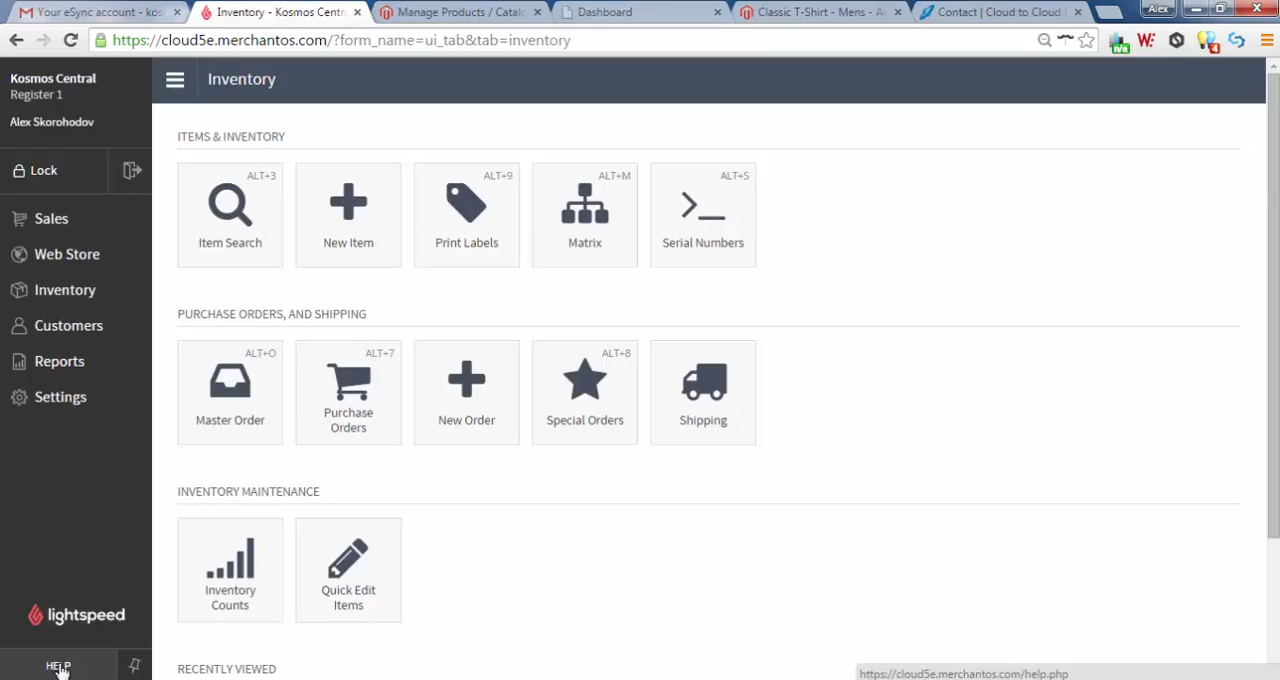 Your eSync account - kos
Inventory - Kosmos Centr
Manage Products / Catal
Dashboard
Classic T-Shirt - Mens - A
Contact | Cloud to Cloud
Alex
https://cloud5e.merchantos.com/?form_name=ui_tab&tab=inventory
Kosmos Central
Register 1
Alex Skorohodov
Lock
Sales
Web Store
Inventory
Customers
Reports
Settings
lightspeed
HELP
Inventory
ITEMS & INVENTORY
ALT+3
Item Search
New Item
ALT+9
Print Labels
ALT+M
Matrix
ALT+S
Serial Numbers
PURCHASE ORDERS, AND SHIPPING
ALT+O
Master Order
ALT+7
Purchase
Orders
New Order
ALT+8
Special Orders
Shipping
INVENTORY MAINTENANCE
Inventory
Counts
Quick Edit
Items
RECENTLY VIEWED
https://cloud5e.merchantos.com/help.php